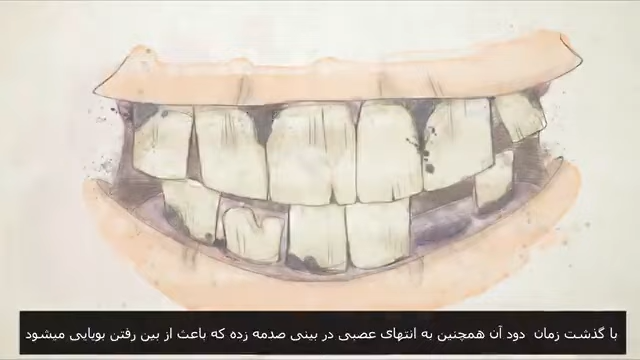 با گذشت زمان دود آن همچنین به انتهای عصبی در بینی صدمه زده که باعث از بین رفتن بویایی میشود